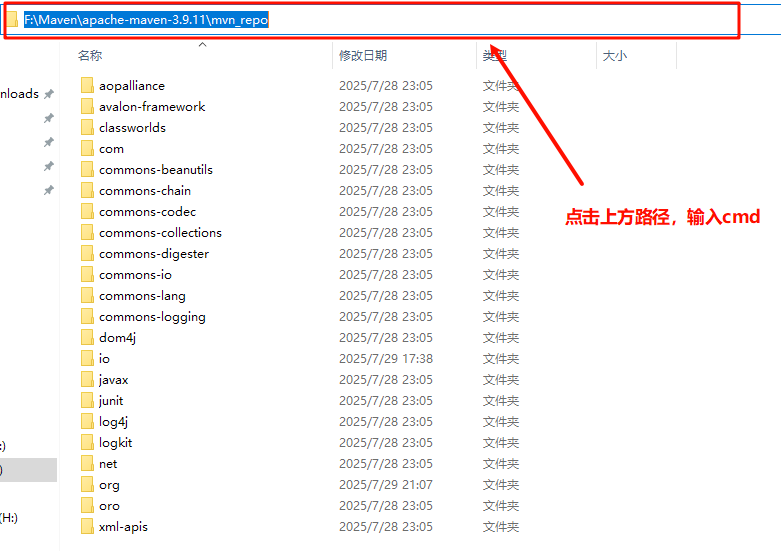 F:\Maven\apache-maven-3.9.11\mvn_repo
名称 修改日期 类型 大小
aopalliance 2025/7/28 23:05 文件夹
nloads avalon-framework 2025/7/28 23:05 文件夹
classworlds 2025/7/28 23:05 文件夹
com 2025/7/28 23:05 文件夹
commons-beanutils 2025/7/28 23:05 文件夹
commons-chain 2025/7/28 23:05 文件夹
commons-codec 2025/7/28 23:05 文件夹
点击上方路径，输入cmd
commons-collections 2025/7/28 23:05 文件夹
commons-digester 2025/7/28 23:05 文件夹
commons-io 2025/7/28 23:05 文件夹
commons-lang 2025/7/28 23:05 文件夹
commons-logging 2025/7/28 23:05 文件夹
dom4j 2025/7/28 23:05 文件夹
io 2025/7/29 17:38 文件夹
javax 2025/7/28 23:05 文件夹
junit 2025/7/28 23:05 文件夹
log4j 2025/7/28 23:05 文件夹
:) logkit 2025/7/28 23:05 文件夹
) net 2025/7/28 23:05 文件夹
org 2025/7/29 21:07 文件夹
oro 2025/7/28 23:05 文件夹
(H:) xml-apis 2025/7/28 23:05 文件夹